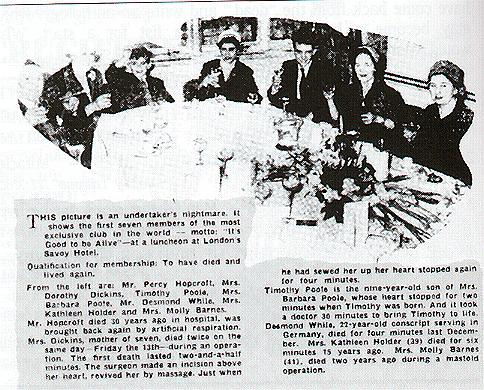 THIS picture is an undertaker's nightmare. It
shows the first seven members of the most
exclusive club in the world — motto: "It's
Good to be Alive"—at a luncheon at London's
Savoy Hotel.
Qualification for membership: To have died and
lived again.
From the left are: Mr. Percy Hopcroft, Mrs.
Dorothy Dickins, Timothy Poole, Mrs.
Barbara Poole, Mr. Desmond While, Mrs.
Kathleen Holder and Mrs. Molly Barnes.
Mr. Hopcroft died 30 years ago in hospital, was
brought back again by artificial respiration.
Mrs. Dickins, mother of seven, died twice on the
same day—Friday the 13th—during an opera-
tion. The first death lasted two-and-a-half
minutes. The surgeon made an incision above
her heart, revived her by massage. Just when
he had sewed her up her heart stopped again
for four minutes.
Timothy Poole is the nine-year-old son of Mrs.
Barbara Poole, whose heart stopped for two
minutes when Timothy was born. And it took
a doctor 30 minutes to bring Timothy to life.
Desmond While, 22-year-old conscript serving in
Germany, died for four minutes last Decem-
ber. Mrs. Kathleen Holder (39) died for six
minutes 15 years ago. Mrs. Molly Barnes
(41), died two years ago during a mastoid
operation.